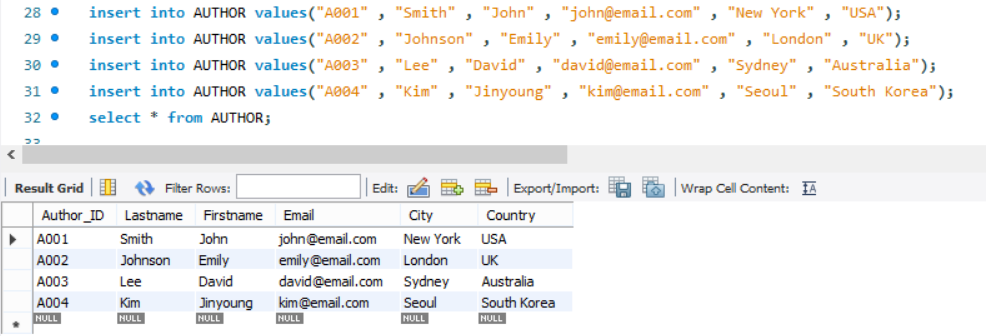 28 insert into AUTHOR values("A001" , "Smith" , "John" , "john@email.com" , "New York" , "USA");
29 insert into AUTHOR values("A002" , "Johnson" , "Emily" , "emily@email.com" , "London" , "UK");
30 insert into AUTHOR values("A003" , "Lee" , "David" , "david@email.com" , "Sydney" , "Australia");
31 insert into AUTHOR values("A004" , "Kim" , "Jinyoung" , "kim@email.com" , "Seoul" , "South Korea");
32 select * from AUTHOR;
33
Result Grid Filter Rows: Edit: Export/Import: Wrap Cell Content: IA
Author_ID Lastname Firstname Email City Country
A001 Smith John john@email.com New York USA
A002 Johnson Emily emily@email.com London UK
A003 Lee David david@email.com Sydney Australia
A004 Kim Jinyoung kim@email.com Seoul South Korea
NULL NULL NULL NULL NULL NULL